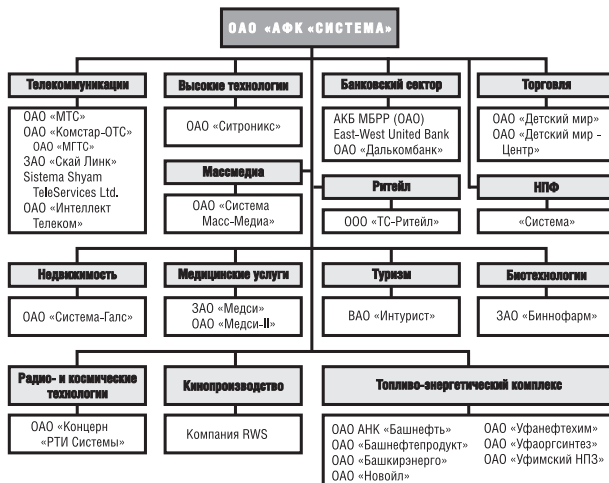 ОАО «АФК «СИСТЕМА»
Телекоммуникации
ОАО «МТС»
ОАО «Комстар-ОТС»
ОАО «МГТС»
ЗАО «Скай Линк»
Sistema Shyam
TeleServices Ltd.
ОАО «Интеллект
Телеком»
Высокие технологии
ОАО «Ситроникс»
Массмедиа
ОАО «Система
Масс-Медиа»
Банковский сектор
АКБ МБРР (ОАО)
East-West United Bank
ОАО «Далькомбанк»
Ритейл
ООО «ТС-Ритейл»
Торговля
ОАО «Детский мир»
ОАО «Детский мир -
Центр»
НПФ
«Система»
Недвижимость
ОАО «Система-Галс»
Медицинские услуги
ЗАО «Медси»
ОАО «Медси-II»
Туризм
ВАО «Интурист»
Биотехнологии
ЗАО «Биннофарм»
Радио- и космические
технологии
ОАО «Концерн
«РТИ Системы»
Кинопроизводство
Компания RWS
Топливо-энергетический комплекс
ОАО АНК «Башнефть»
ОАО «Башнефтепродукт»
ОАО «Башкирэнерго»
ОАО «Новойл»
ОАО «Уфанефтехим»
ОАО «Уфаоргсинтез»
ОАО «Уфимский НПЗ»